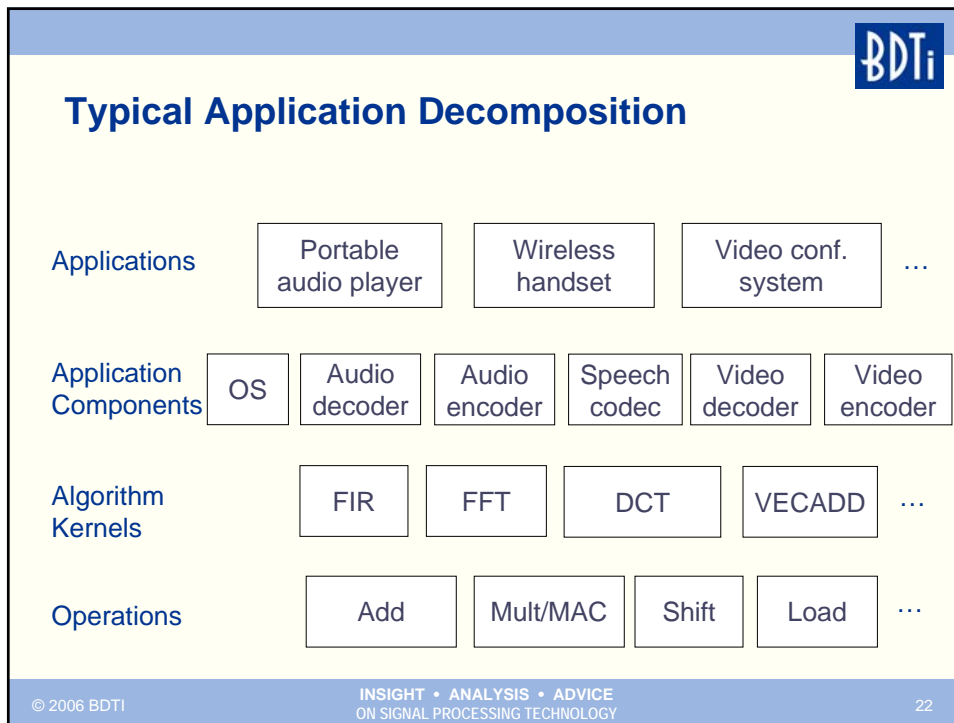 BDTi
Typical Application Decomposition
Applications
Portable
audio player
Wireless
handset
Video conf.
system
…
Application
Components
OS
Audio
decoder
Audio
encoder
Speech
codec
Video
decoder
Video
encoder
Algorithm
Kernels
FIR
FFT
DCT
VECADD
…
Operations
Add
Mult/MAC
Shift
Load
…
© 2006 BDTI
INSIGHT • ANALYSIS • ADVICE
ON SIGNAL PROCESSING TECHNOLOGY
22